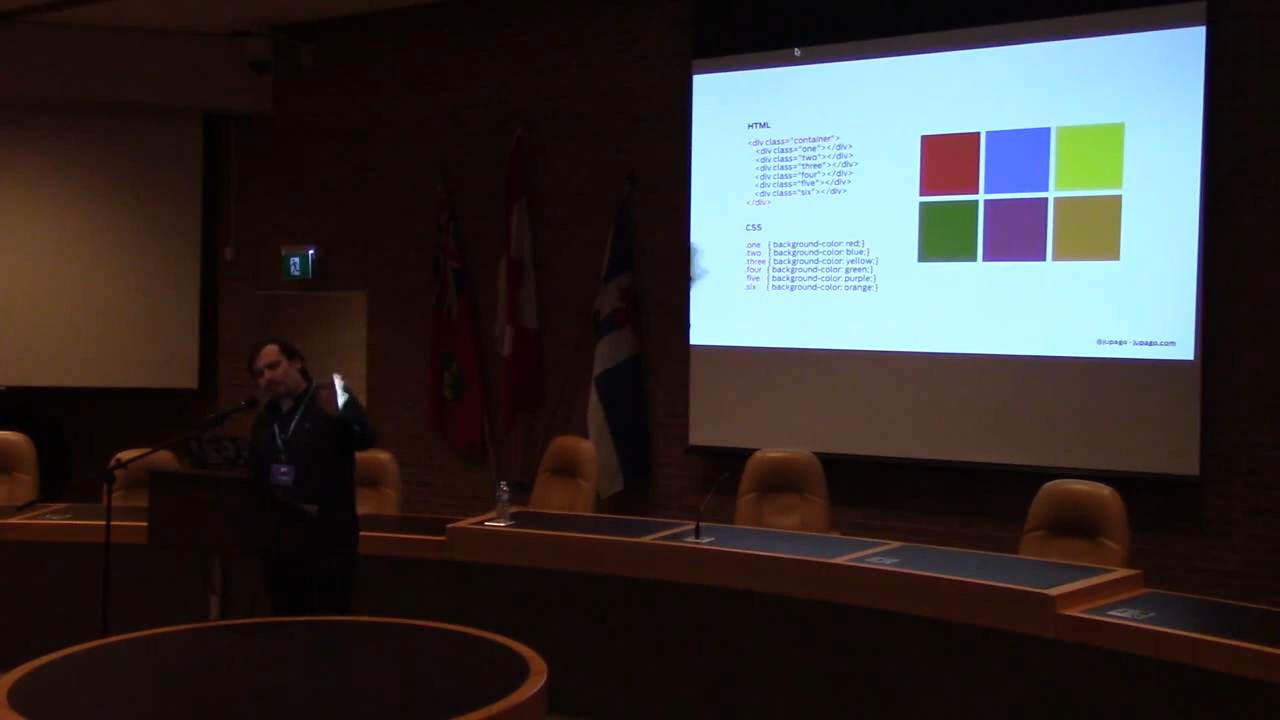 HTML
<div class="container">
<div class="one"></div>
<div class="two"></div>
<div class="three"></div>
<div class="four"></div>
<div class="five"></div>
<div class="six"></div>
</div>
CSS
.one { background-color: red; }
.two { background-color: blue; }
.three { background-color: yellow; }
.four { background-color: green; }
.five { background-color: purple; }
.six { background-color: orange; }
@jupago - jupago.com